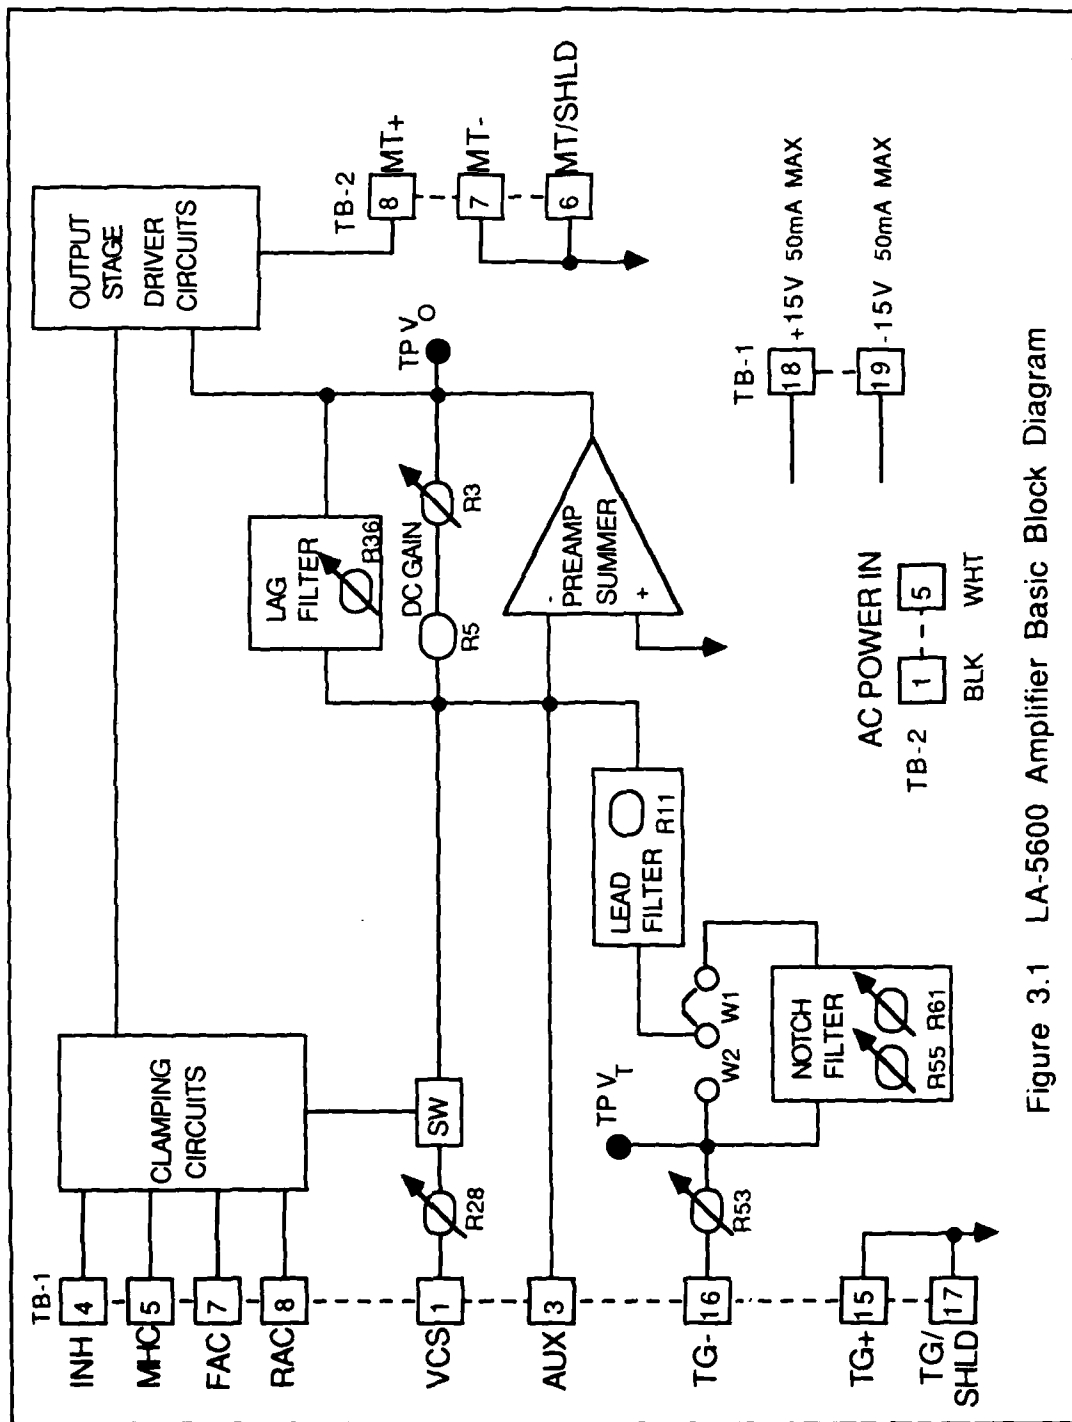 TB-1
INH 4
MHC 5
FAC 7
RAC 8
VCS 1
AUX 3
TG- 16
TG+ 15
TG/
SHLD 17
CLAMPING
CIRCUITS
R28
SW
R53
TP VT
W2
W1
NOTCH
FILTER
R55 R61
LEAD
FILTER
R11
LAG
FILTER
R36
DC GAIN
R5
R3
-
PREAMP
SUMMER
+
TP VO
OUTPUT
STAGE
DRIVER
CIRCUITS
TB-2
8 MT+
7 MT-
6 MT/SHLD
AC POWER IN
TB-2
1
5
BLK
WHT
TB-1
18 +15V 50mA MAX
19 -15V 50mA MAX
Figure 3.1 LA-5600 Amplifier Basic Block Diagram